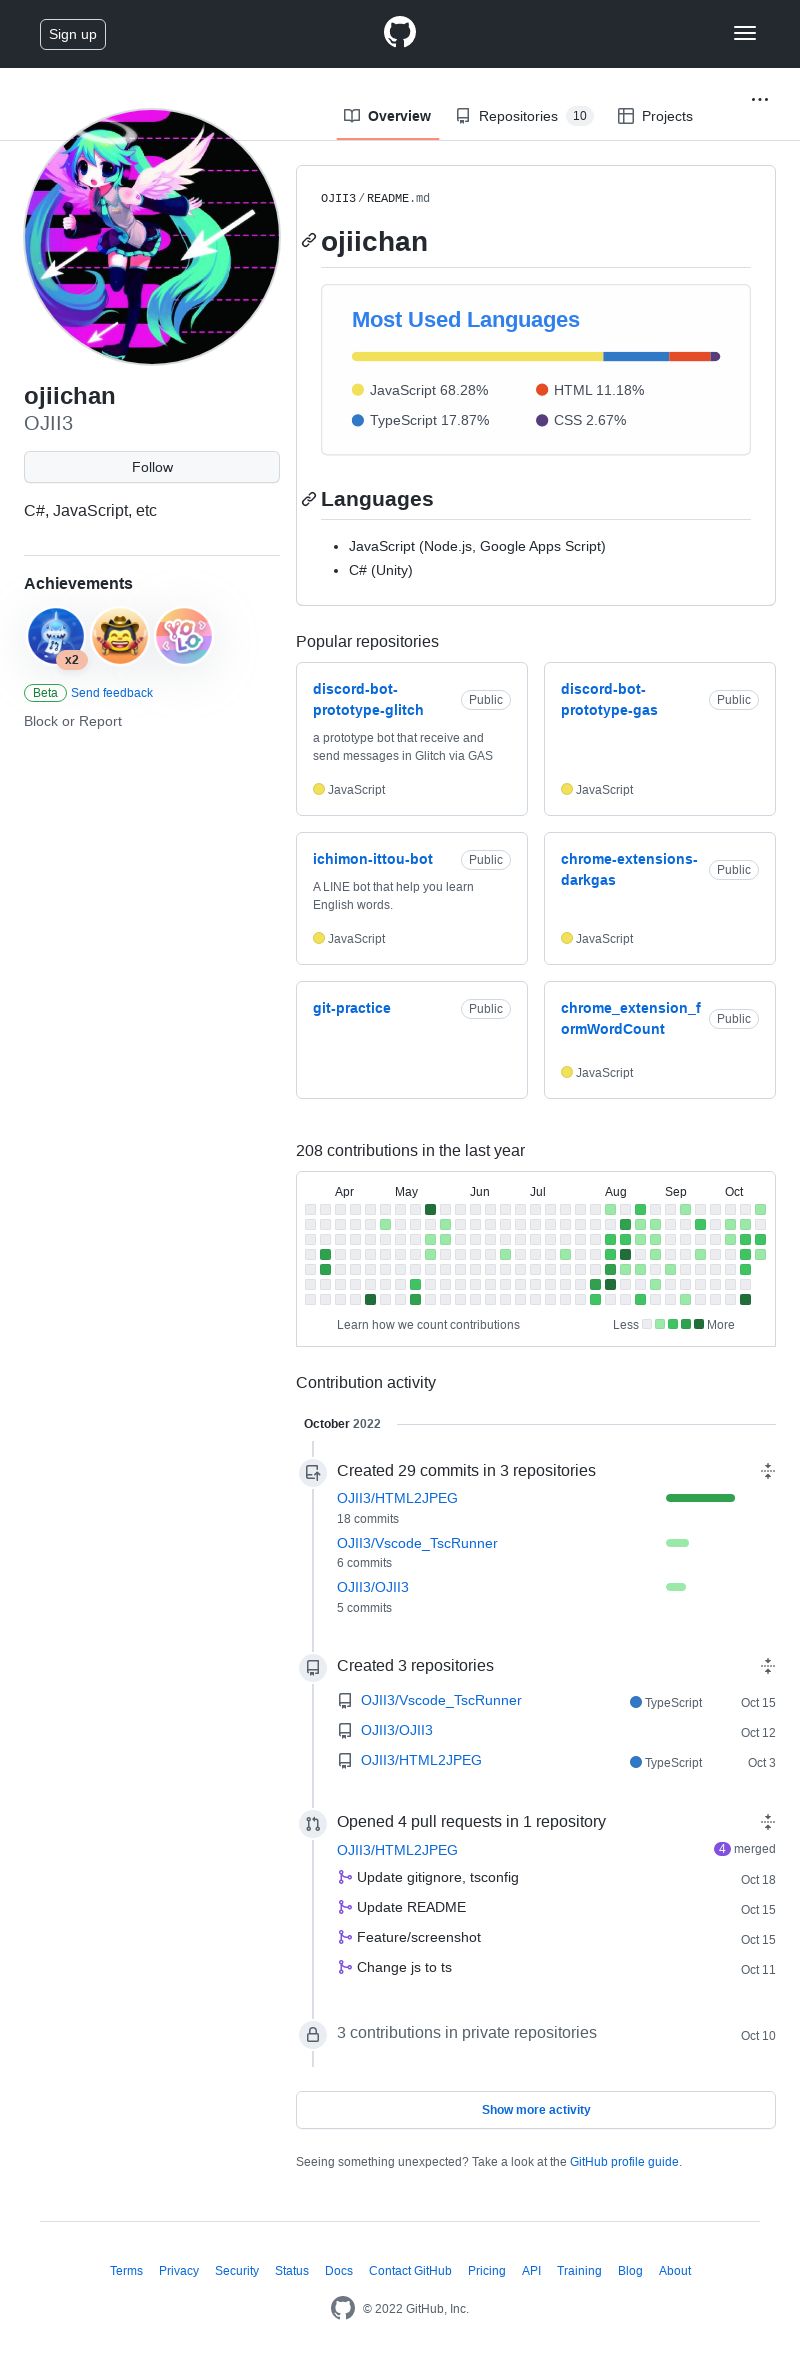 Sign up
Overview
Repositories 10
Projects
ojiichan
OJII3
Follow
C#, JavaScript, etc
Achievements
x2
YOLO
Beta Send feedback
Block or Report
OJII3/README.md
ojiichan
Most Used Languages
JavaScript 68.28%
HTML 11.18%
TypeScript 17.87%
CSS 2.67%
Languages
JavaScript (Node.js, Google Apps Script)
C# (Unity)
Popular repositories
discord-bot-
prototype-glitch
Public
a prototype bot that receive and
send messages in Glitch via GAS
JavaScript
discord-bot-
prototype-gas
Public
JavaScript
ichimon-ittou-bot
Public
A LINE bot that help you learn
English words.
JavaScript
chrome-extensions-
darkgas
Public
JavaScript
git-practice
Public
chrome_extension_f
ormWordCount
Public
JavaScript
208 contributions in the last year
Apr May Jun Jul Aug Sep Oct
Learn how we count contributions
Less More
Contribution activity
October 2022
Created 29 commits in 3 repositories
OJII3/HTML2JPEG
18 commits
OJII3/Vscode_TscRunner
6 commits
OJII3/OJII3
5 commits
Created 3 repositories
OJII3/Vscode_TscRunner TypeScript Oct 15
OJII3/OJII3 Oct 12
OJII3/HTML2JPEG TypeScript Oct 3
Opened 4 pull requests in 1 repository
OJII3/HTML2JPEG 4 merged
Update gitignore, tsconfig Oct 18
Update README Oct 15
Feature/screenshot Oct 15
Change js to ts Oct 11
3 contributions in private repositories Oct 10
Show more activity
Seeing something unexpected? Take a look at the GitHub profile guide.
Terms Privacy Security Status Docs Contact GitHub Pricing API Training Blog About
© 2022 GitHub, Inc.